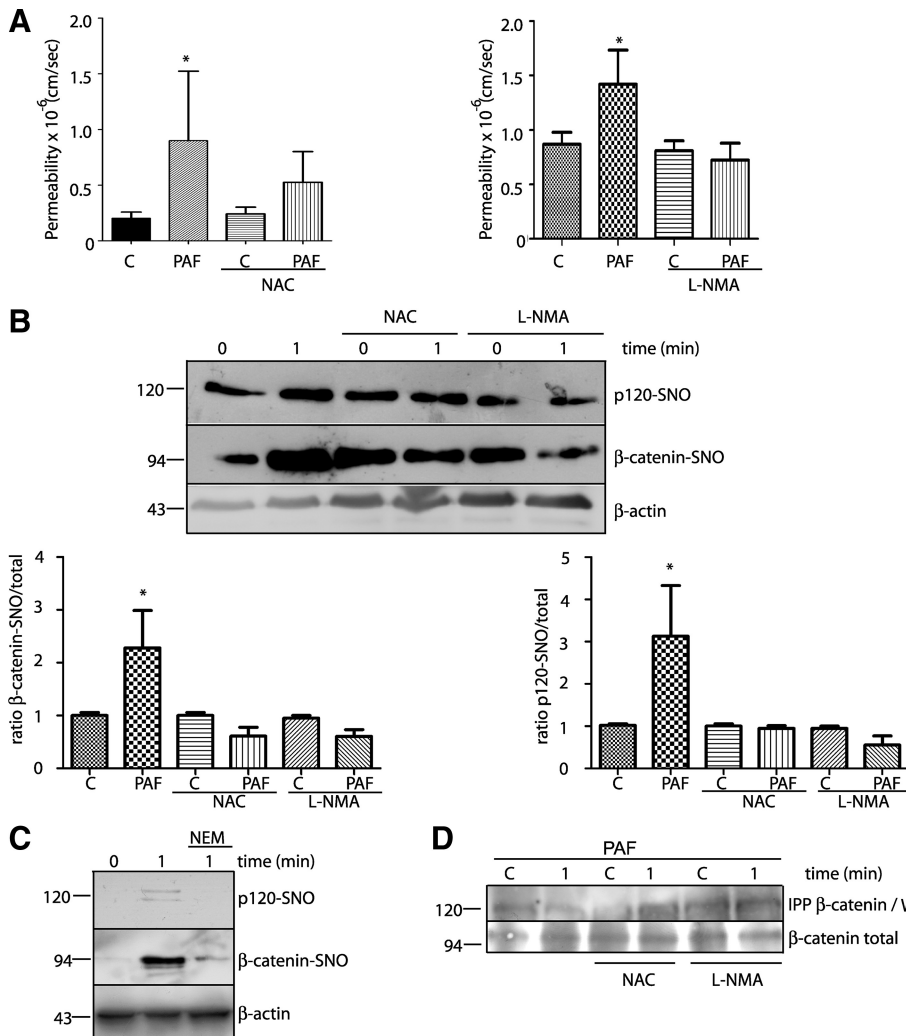 A
Permeability x 10-6(cm/sec)
2.0
1.5
1.0
0.5
0
*
C PAF C PAF
NAC
Permeability x 10-6(cm/sec)
2.0
1.5
1.0
0.5
0
*
C PAF C PAF
L-NMA
B
NAC L-NMA
0 1 0 1 0 1 time (min)
120 p120-SNO
94 β-catenin-SNO
43 β-actin
ratio β-catenin-SNO/total
4
3
2
1
0
*
C PAF C PAF C PAF
NAC L-NMA
ratio p120-SNO/total
5
4
3
2
1
0
*
C PAF C PAF C PAF
NAC L-NMA
C
NEM
0 1 1 time (min)
120 p120-SNO
94 β-catenin-SNO
43 β-actin
D
PAF
C 1 C 1 C 1 time (min)
120 IPP β-catenin /
94 β-catenin total
NAC L-NMA